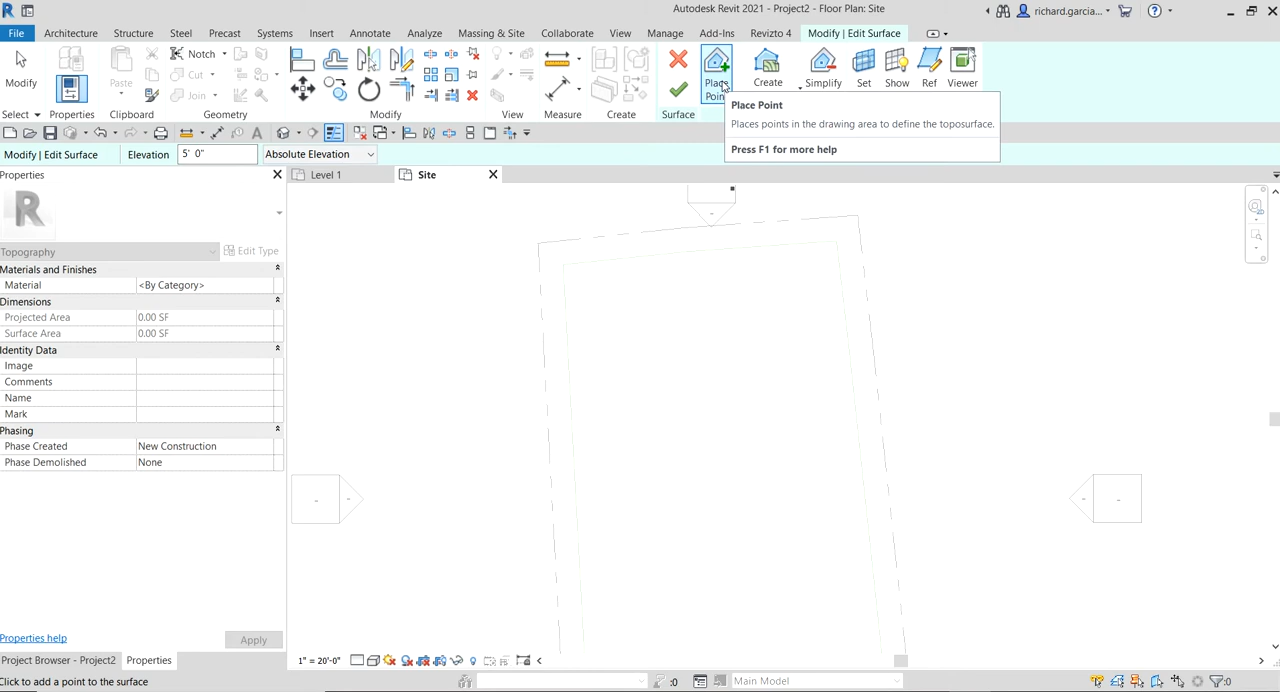 Autodesk Revit 2021 - Project2 - Floor Plan: Site
richard.garcia...
File Architecture Structure Steel Precast Systems Insert Annotate Analyze Massing & Site Collaborate View Manage Add-Ins Revizto 4 Modify | Edit Surface
Modify Paste Notch Cut Join Place Point Create Simplify Set Show Ref Viewer
Select Properties Clipboard Geometry Modify View Measure Create Surface
Place Point
Places points in the drawing area to define the toposurface.
Press F1 for more help
Modify | Edit Surface Elevation 5' 0" Absolute Elevation
Properties Level 1 Site
Topography Edit Type
Materials and Finishes
Material <By Category>
Dimensions
Projected Area 0.00 SF
Surface Area 0.00 SF
Identity Data
Image
Comments
Name
Mark
Phasing
Phase Created New Construction
Phase Demolished None
Properties help Apply
Project Browser - Project2 Properties 1" = 20'-0"
Click to add a point to the surface :0 Main Model :0